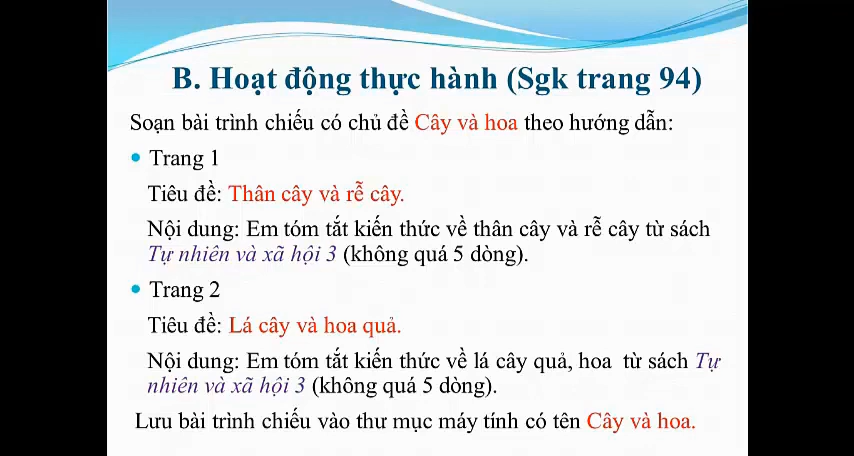 B. Hoạt động thực hành (Sgk trang 94)
Soạn bài trình chiếu có chủ đề Cây và hoa theo hướng dẫn:
• Trang 1
Tiêu đề: Thân cây và rễ cây.
Nội dung: Em tóm tắt kiến thức về thân cây và rễ cây từ sách
Tự nhiên và xã hội 3 (không quá 5 dòng).
• Trang 2
Tiêu đề: Lá cây và hoa quả.
Nội dung: Em tóm tắt kiến thức về lá cây quả, hoa từ sách Tự
nhiên và xã hội 3 (không quá 5 dòng).
Lưu bài trình chiếu vào thư mục máy tính có tên Cây và hoa.